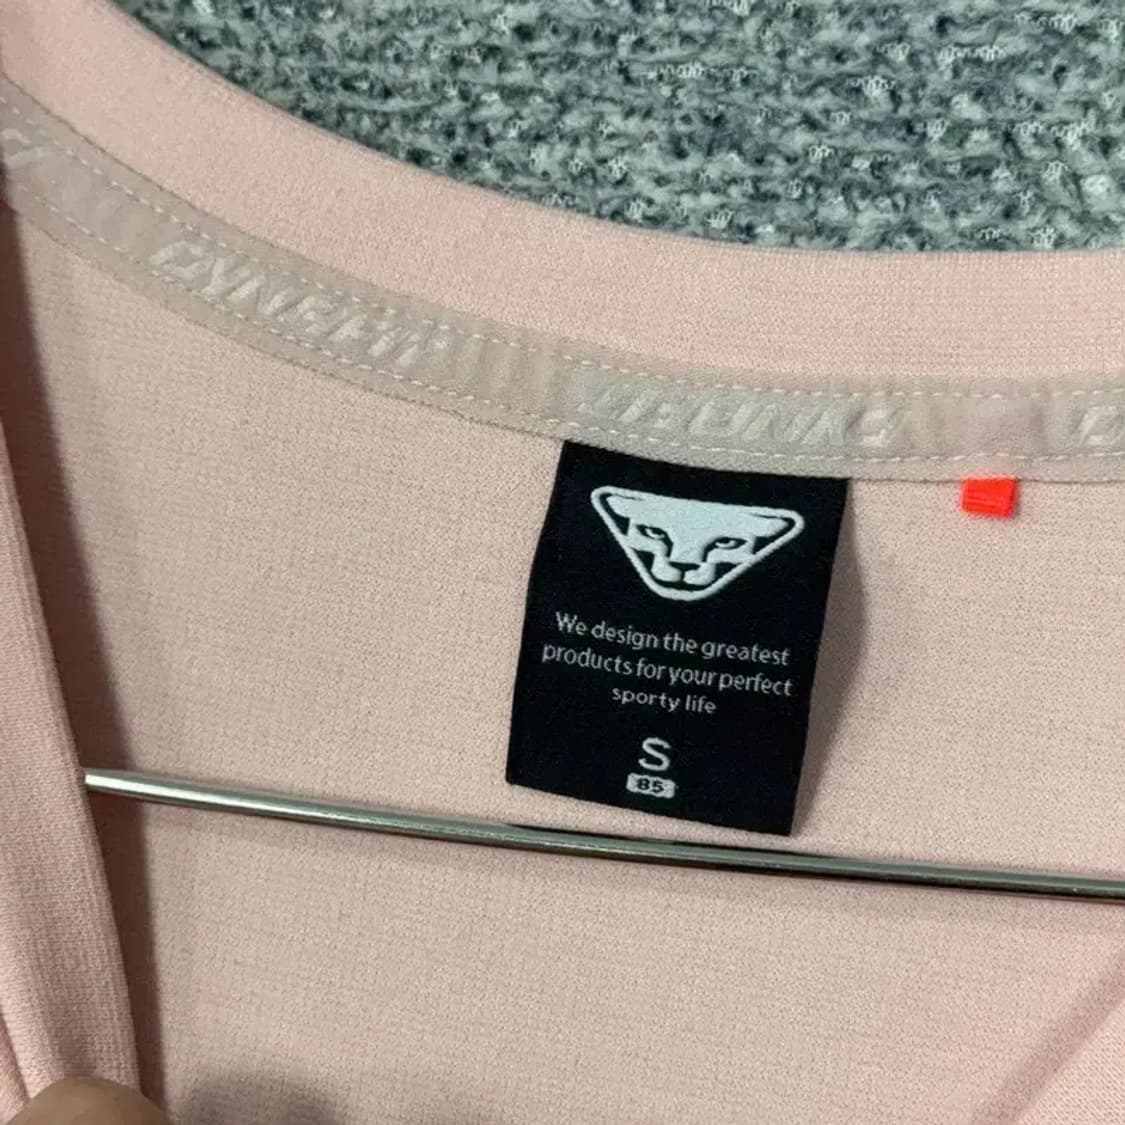 We design the greatest
products for your perfect
sporty life
S
85